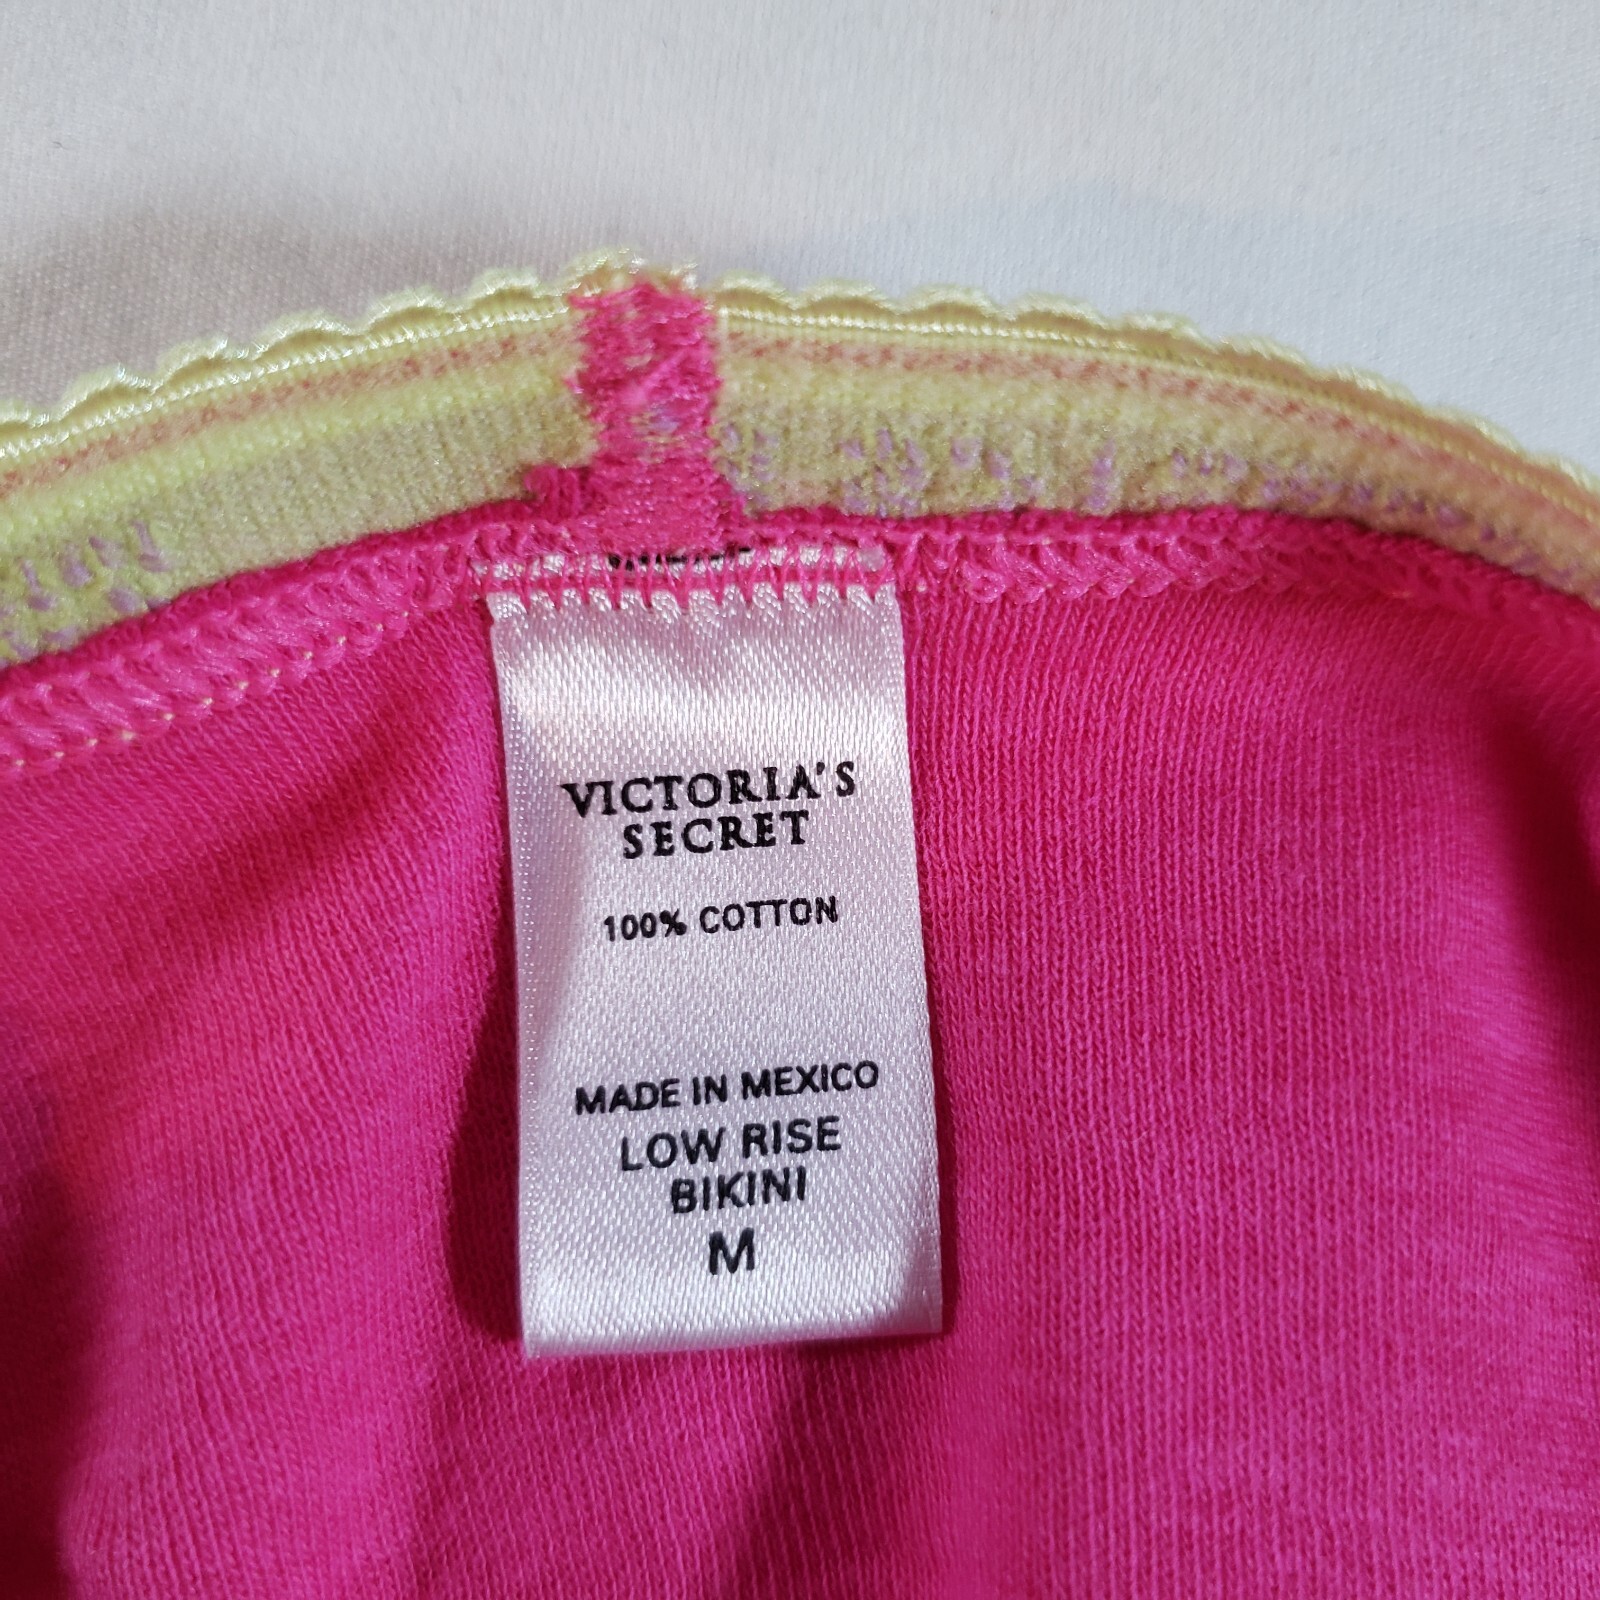 VICTORIA'S
SECRET
100% COTTON
MADE IN MEXICO
LOW RISE
BIKINI
M